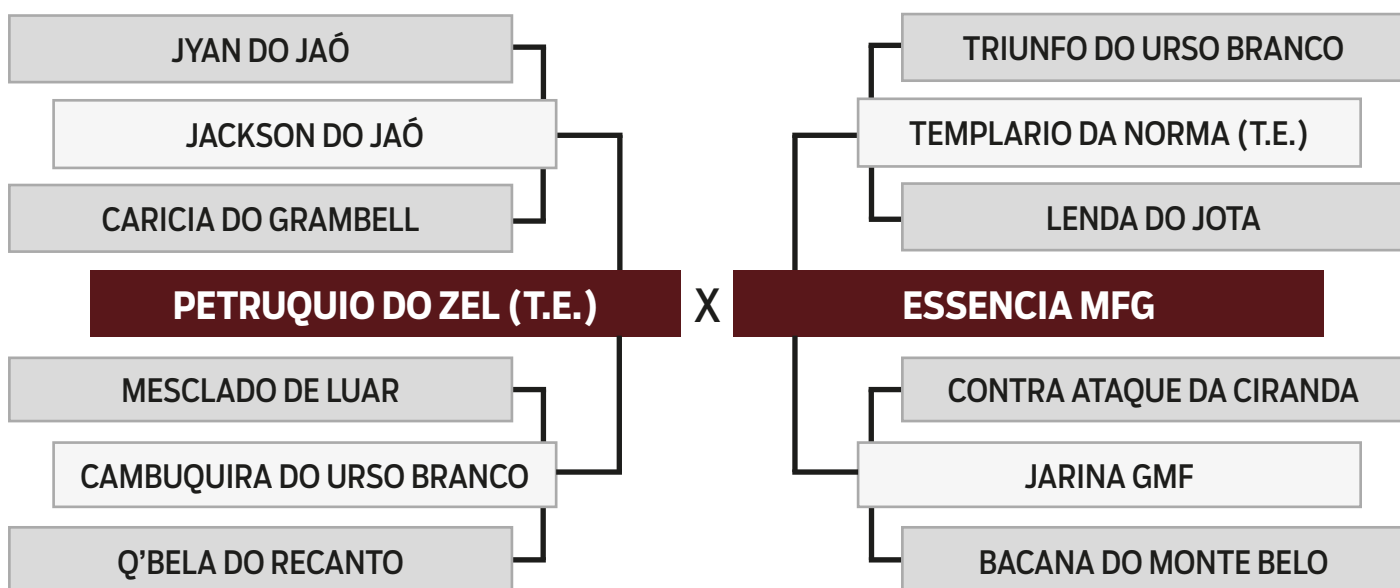 JYAN DO JAÓ
JACKSON DO JAÓ
CARICIA DO GRAMBELL
PETRUQUIO DO ZEL (T.E.)
MESCLADO DE LUAR
CAMBUQUIRA DO URSO BRANCO
Q'BELA DO RECANTO
X
TRIUNFO DO URSO BRANCO
TEMPLARIO DA NORMA (T.E.)
LENDA DO JOTA
ESSENCIA MFG
CONTRA ATAQUE DA CIRANDA
JARINA GMF
BACANA DO MONTE BELO